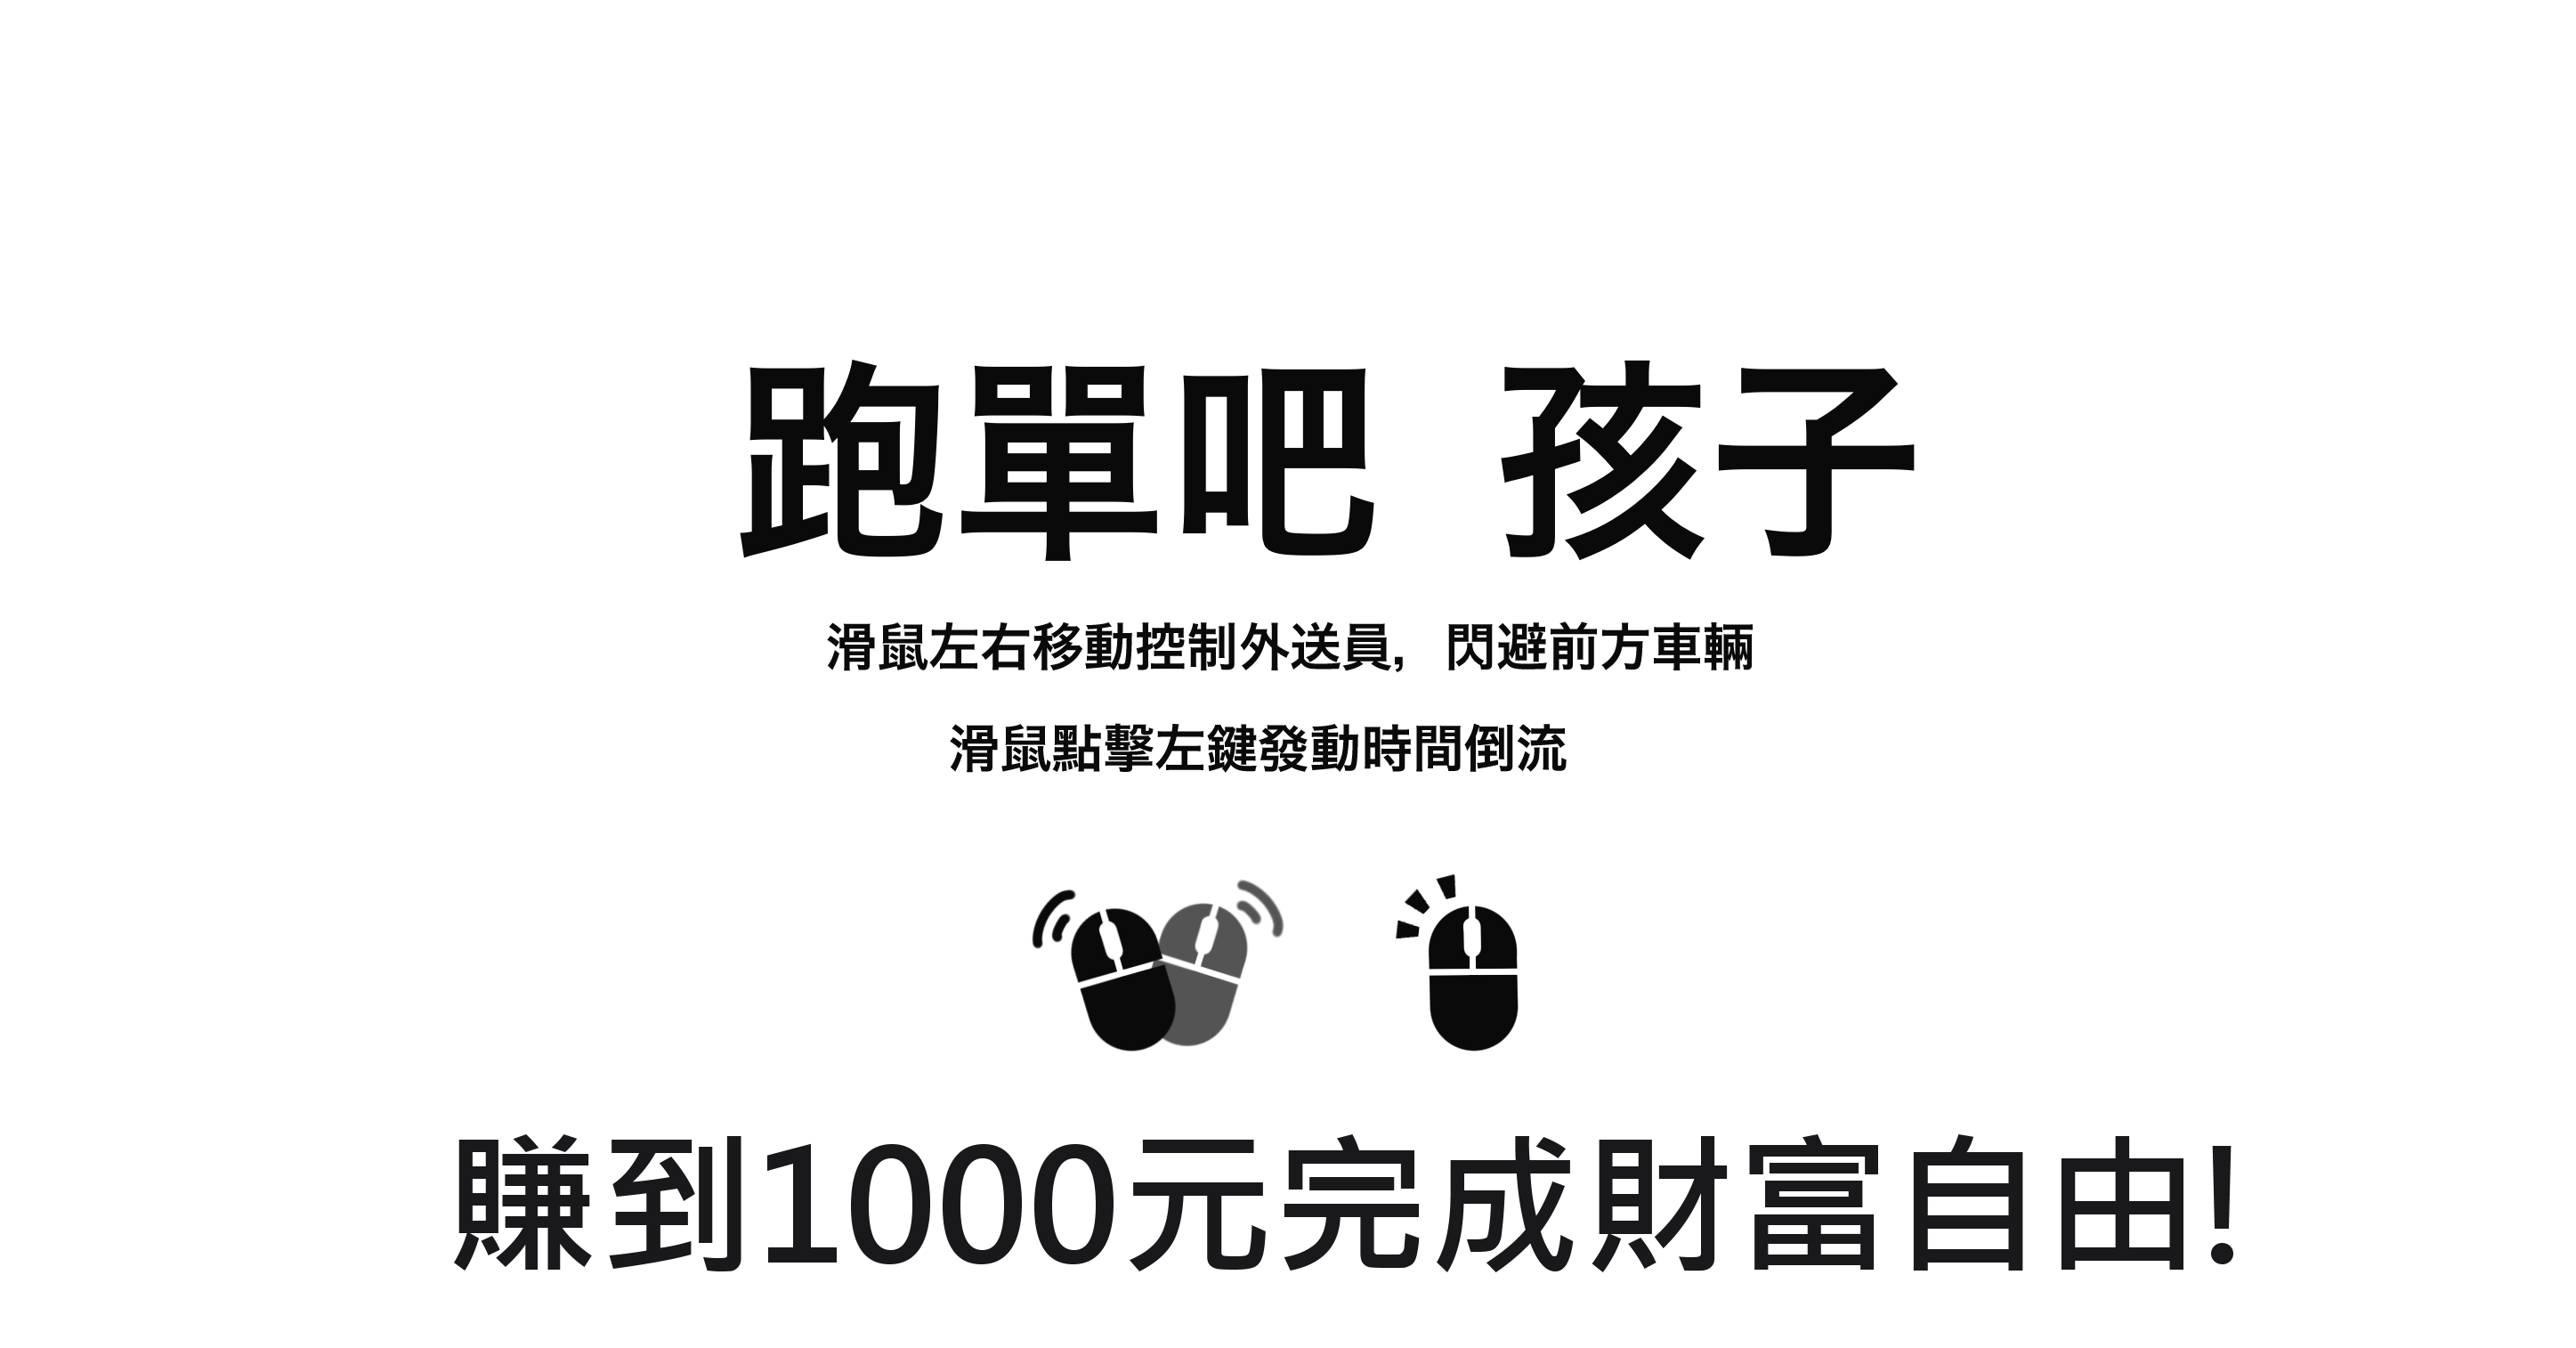 跑單吧 孩子
滑鼠左右移動控制外送員，閃避前方車輛
滑鼠點擊左鍵發動時間倒流
賺到1000元完成財富自由!